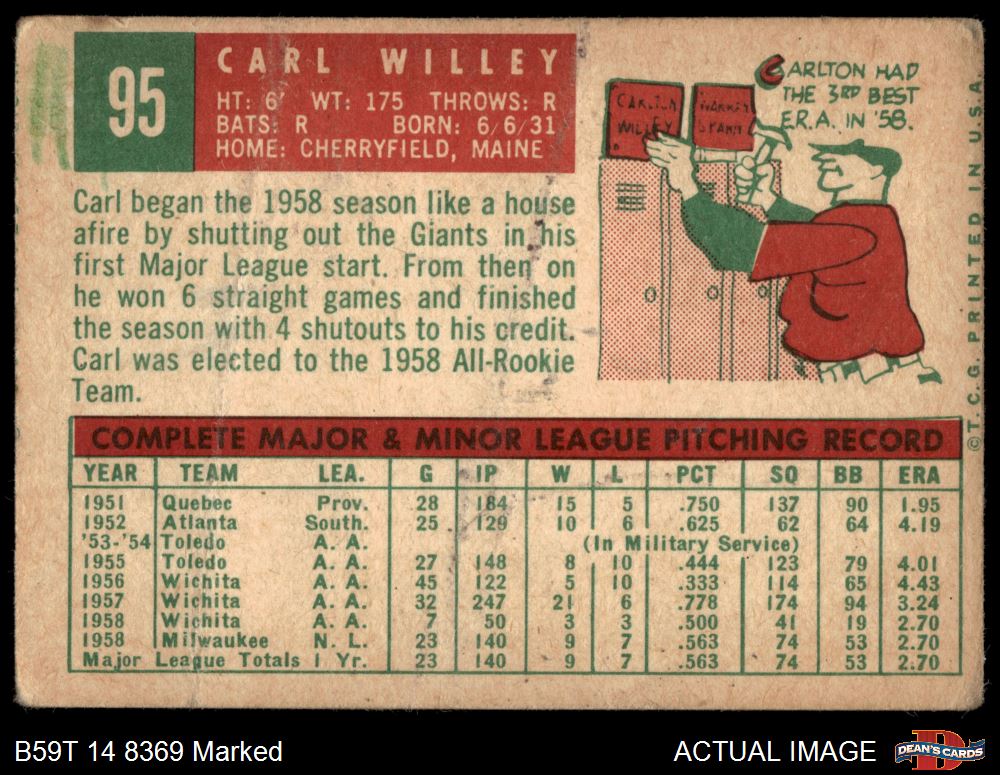 95
CARL WILLEY
HT: 6' WT: 175 THROWS: R
BATS: R BORN: 6/6/31
HOME: CHERRYFIELD, MAINE
CARLTON HAD
THE 3RD BEST
E.R.A. IN '58.
CARLTON
WILLEY
WARREN
SPAHN
Carl began the 1958 season like a house
afire by shutting out the Giants in his
first Major League start. From then on
he won 6 straight games and finished
the season with 4 shutouts to his credit.
Carl was elected to the 1958 All-Rookie
Team.
©T. C. G. PRINTED IN U.S.A.
COMPLETE MAJOR & MINOR LEAGUE PITCHING RECORD
YEAR TEAM LEA. G IP W L PCT SO BB ERA
1951 Quebec Prov. 28 184 15 5 .750 137 90 1.95
1952 Atlanta South. 25 129 10 6 .625 62 64 4.19
'53-'54 Toledo A. A. (In Military Service)
1955 Toledo A. A. 27 148 8 10 .444 123 79 4.01
1956 Wichita A. A. 45 122 5 10 .333 114 65 4.43
1957 Wichita A. A. 32 247 21 6 .778 174 94 3.24
1958 Wichita A. A. 7 50 3 3 .500 41 19 2.70
1958 Milwaukee N. L. 23 140 9 7 .563 74 53 2.70
Major League Totals 1 Yr. 23 140 9 7 .563 74 53 2.70
B59T 14 8369 Marked
ACTUAL IMAGE
D
DEAN'S CARDS